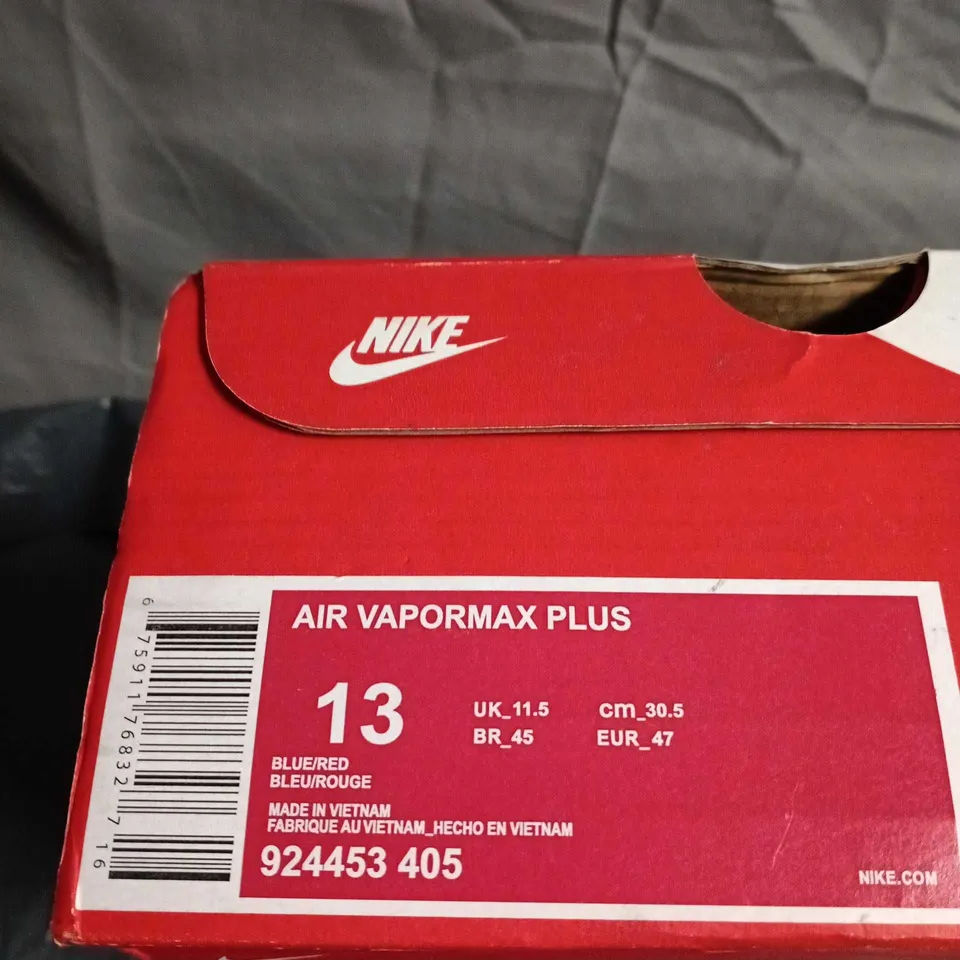 NIKE
AIR VAPORMAX PLUS
13
UK_11.5 cm_30.5
BR_45 EUR_47
BLUE/RED
BLEU/ROUGE
MADE IN VIETNAM
FABRIQUE AU VIETNAM_HECHO EN VIETNAM
924453 405
NIKE.COM
6 75911 76832 7 16